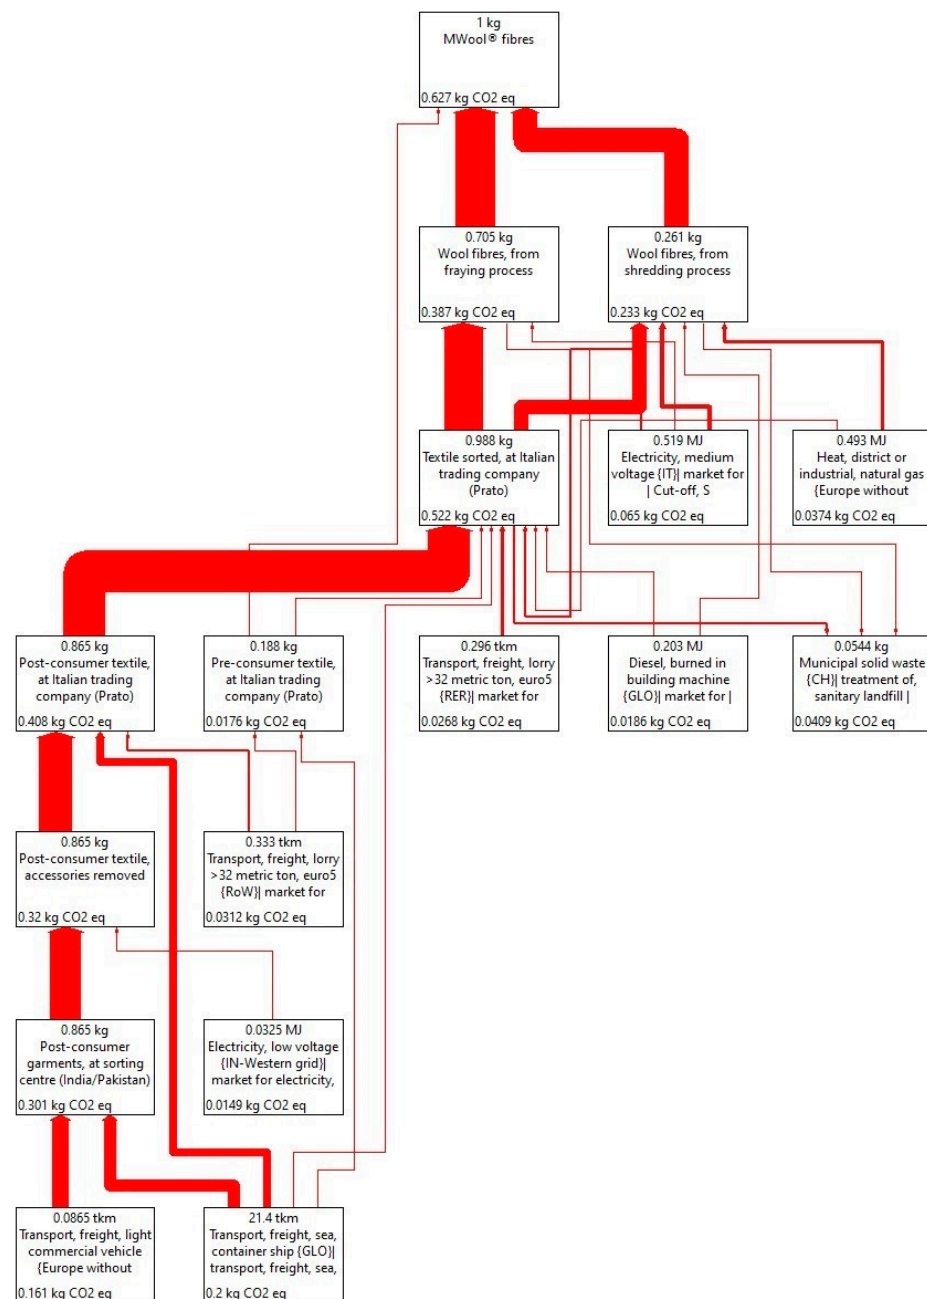 1 kg
MWool® fibres
0.627 kg CO2 eq
0.705 kg
Wool fibres, from
fraying process
0.387 kg CO2 eq
0.261 kg
Wool fibres, from
shredding process
0.233 kg CO2 eq
0.988 kg
Textile sorted, at Italian
trading company
(Prato)
0.522 kg CO2 eq
0.519 MJ
Electricity, medium
voltage {IT}| market for
| Cut-off, S
0.065 kg CO2 eq
0.493 MJ
Heat, district or
industrial, natural gas
{Europe without
0.0374 kg CO2 eq
0.865 kg
Post-consumer textile,
at Italian trading
company (Prato)
0.408 kg CO2 eq
0.188 kg
Pre-consumer textile,
at Italian trading
company (Prato)
0.0176 kg CO2 eq
0.296 tkm
Transport, freight, lorry
>32 metric ton, euro5
{RER}| market for
0.0268 kg CO2 eq
0.203 MJ
Diesel, burned in
building machine
{GLO}| market for |
0.0186 kg CO2 eq
0.0544 kg
Municipal solid waste
{CH}| treatment of,
sanitary landfill |
0.0409 kg CO2 eq
0.865 kg
Post-consumer textile,
accessories removed
0.32 kg CO2 eq
0.333 tkm
Transport, freight, lorry
>32 metric ton, euro5
{RoW}| market for
0.0312 kg CO2 eq
0.865 kg
Post-consumer
garments, at sorting
centre (India/Pakistan)
0.301 kg CO2 eq
0.0325 MJ
Electricity, low voltage
{IN-Western grid}|
market for electricity,
0.0149 kg CO2 eq
0.0865 tkm
Transport, freight, light
commercial vehicle
{Europe without
0.161 kg CO2 eq
21.4 tkm
Transport, freight, sea,
container ship {GLO}|
transport, freight, sea,
0.2 kg CO2 eq